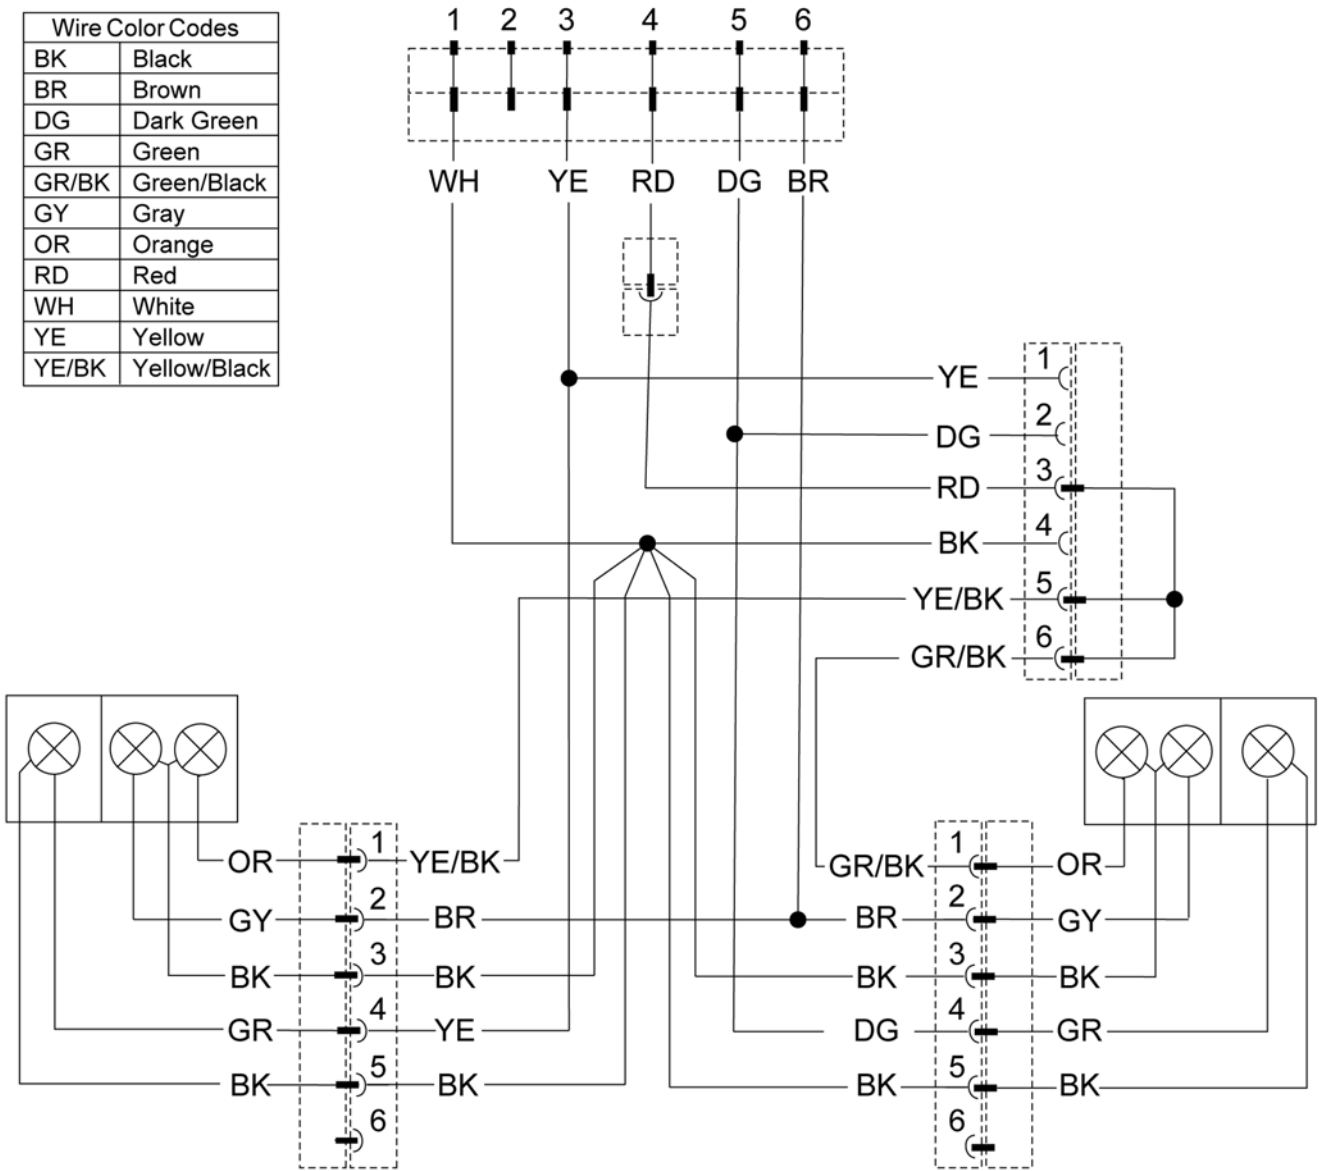 1 2 3 4 5 6
Wire Color Codes
BK Black
BR Brown
DG Dark Green
GR Green
GR/BK Green/Black
GY Gray
OR Orange
RD Red
WH White
YE Yellow
YE/BK Yellow/Black
WH YE RD DG BR
YE 1
DG 2
RD 3
BK 4
YE/BK 5
GR/BK 6
OR 1 YE/BK
GY 2 BR
BK 3 BK
GR 4 YE
BK 5 BK
6
GR/BK 1 OR
BR 2 GY
BK 3 BK
DG 4 GR
BK 5 BK
6